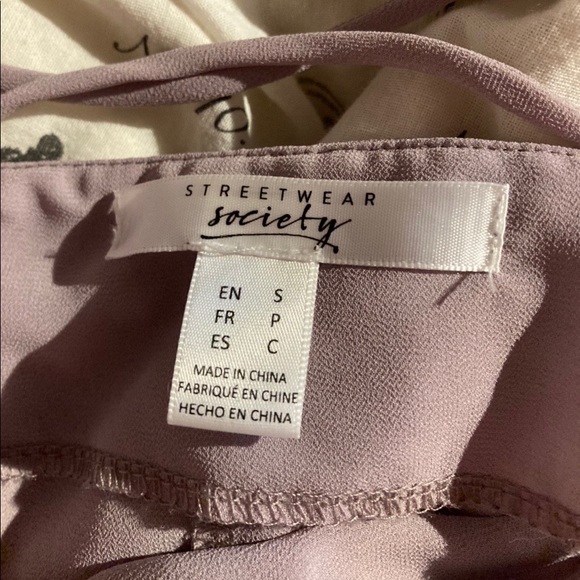 STREETWEAR
society
EN S
FR P
ES C
MADE IN CHINA
FABRIQUÉ EN CHINE
HECHO EN CHINA